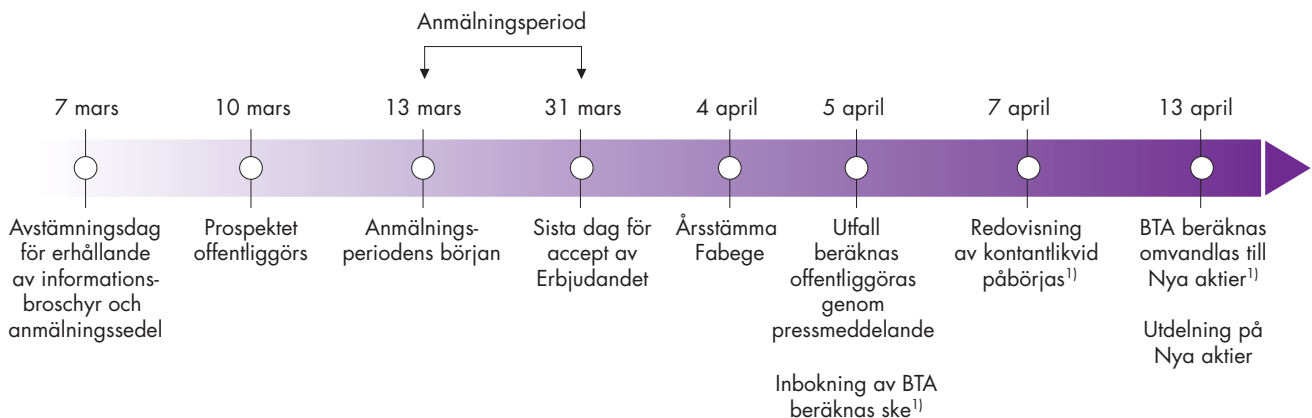 Anmälningsperiod
7 mars
10 mars
13 mars
31 mars
4 april
5 april
7 april
13 april
Avstämningsdag
för erhållande
av informations-
broschyr och
anmälningssedel
Prospektet
offentliggörs
Anmälnings-
periodens början
Sista dag för
accept av
Erbjudandet
Årsstämma
Fabege
Utfall
beräknas
offentliggöras
genom
pressmeddelande
Inbokning av BTA
beräknas ske1)
Redovisning
av kontantlikvid
påbörjas1)
BTA beräknas
omvandlas till
Nya aktier1)
Utdelning på
Nya aktier